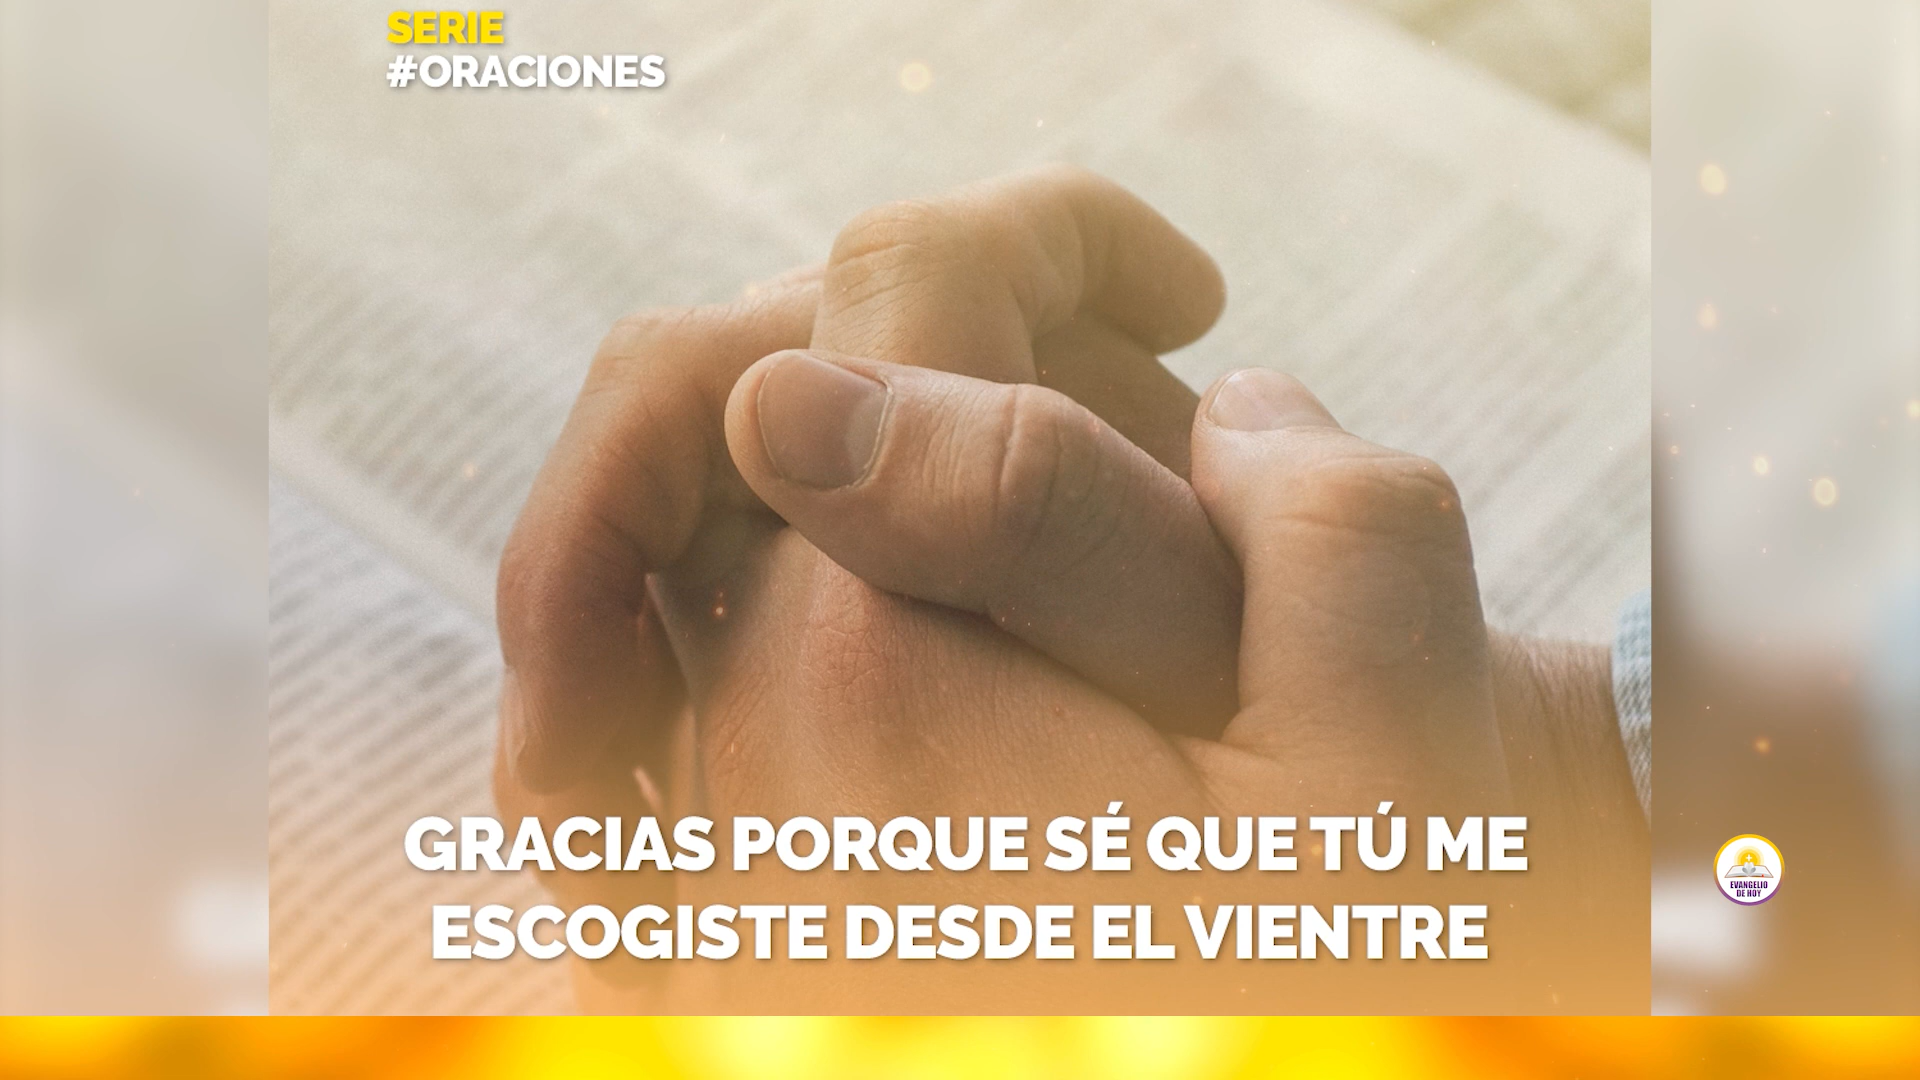 SERIE
#ORACIONES
GRACIAS PORQUE SÉ QUE TÚ ME
ESCOGISTE DESDE EL VIENTRE
EVANGELIO
DE HOY